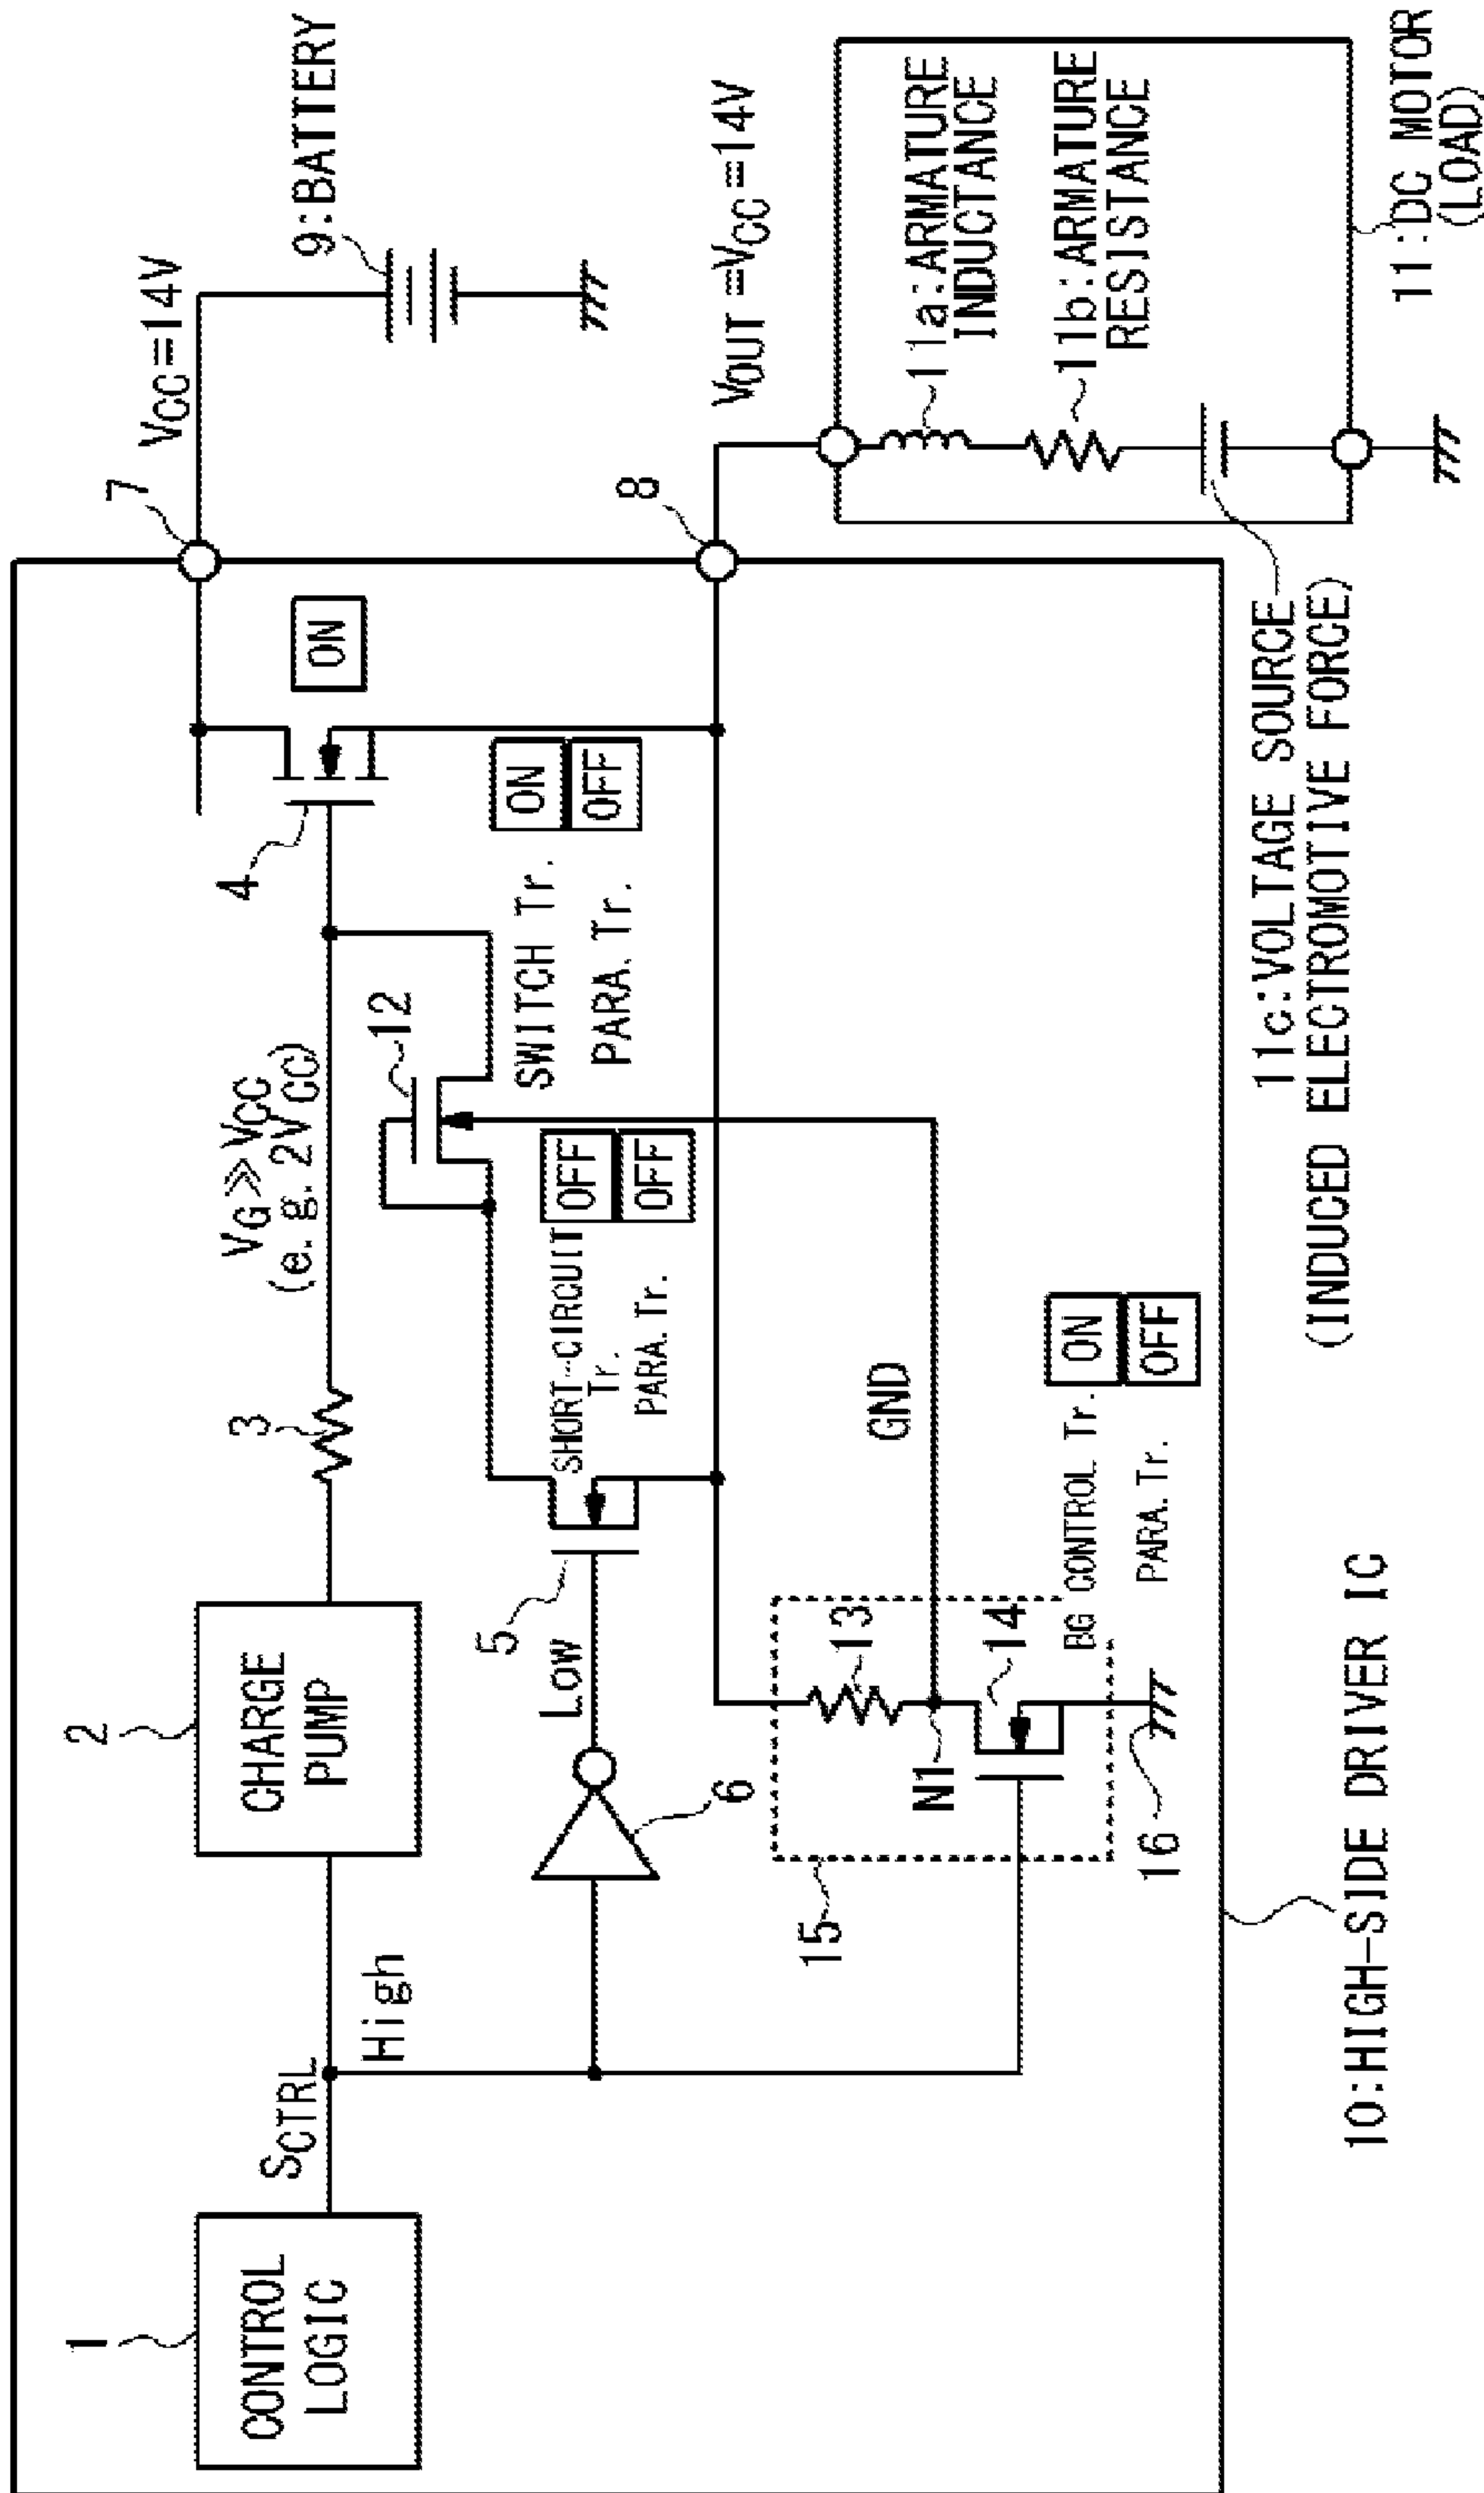 1
CONTROL
LOGIC
SCTRL
High
2
CHARGE
PUMP
3
VG≫VCC
(e.g. 2VCC)
4
ON
7
VCC=14V
9:BATTERY
12
SWITCH Tr.
ON
PARA. Tr.
OFF
6
Low
5
SHORT-CIRCUIT
Tr.
OFF
PARA.Tr.
OFF
8
VOUT =VCC=14V
11a:ARMATURE
INDUCTANCE
11b:ARMATURE
RESISTANCE
15
13
N1
14
GND
BG CONTROL Tr.
ON
PARA.Tr.
OFF
16
11c:VOLTAGE SOURCE
(INDUCED ELECTROMOTIVE FORCE)
11:DC MOTOR
(LOAD)
10:HIGH-SIDE DRIVER IC